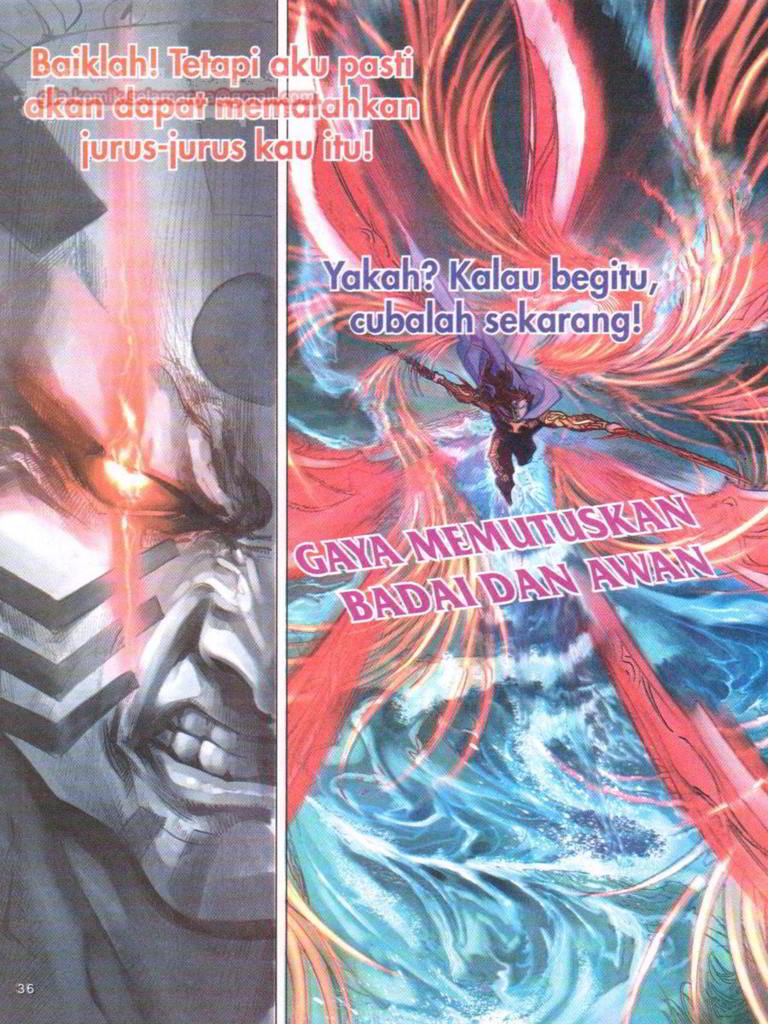 Baiklah! Tetapi aku pasti
akan dapat mematahkan
jurus-jurus kau itu!
Yakah? Kalau begitu,
cubalah sekarang!
GAYA MEMUTUSKAN
BADAI DAN AWAN
36